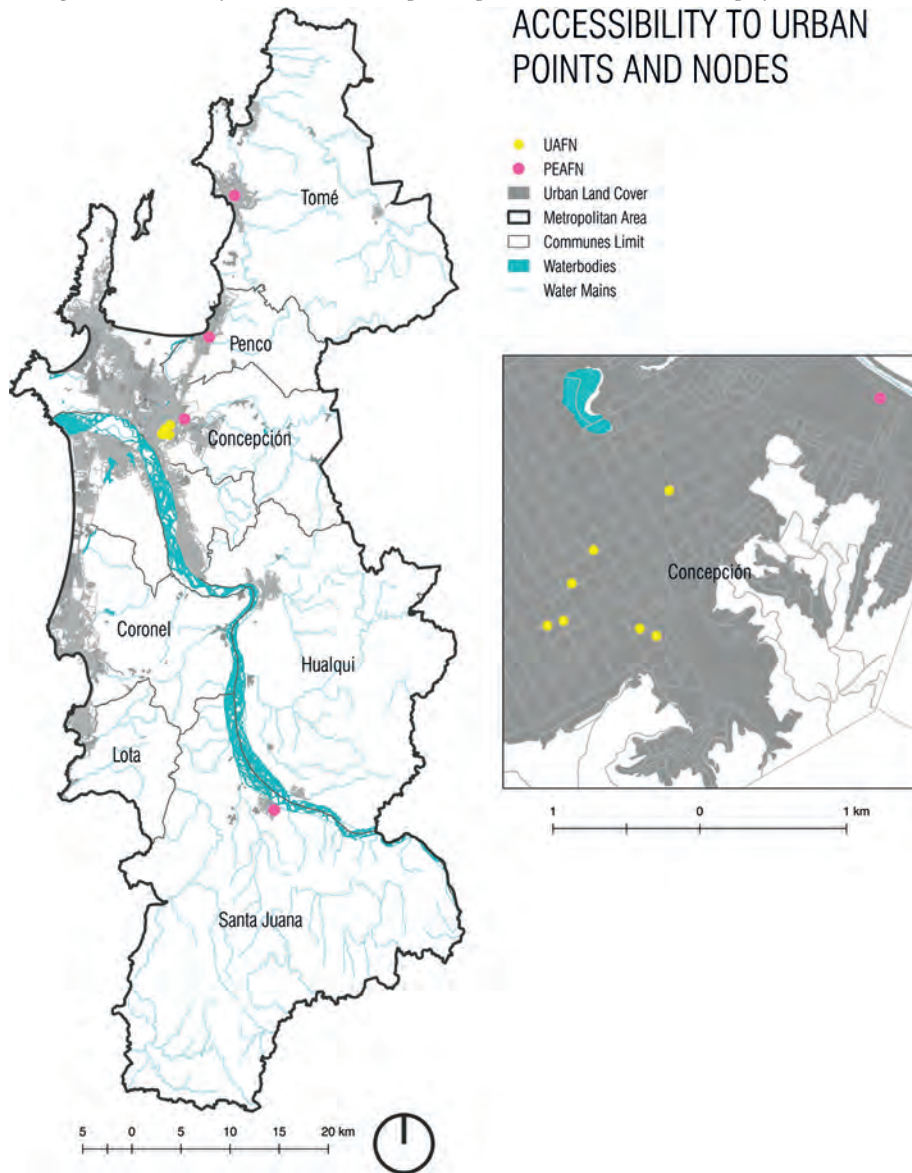 ACCESSIBILITY TO URBAN
POINTS AND NODES
UAFN
PEAFN
Urban Land Cover
Metropolitan Area
Communes Limit
Waterbodies
Water Mains
Tomé
Penco
Concepción
Coronel
Hualqui
Lota
Santa Juana
Concepción
1 0 1 km
5 0 5 10 15 20 km